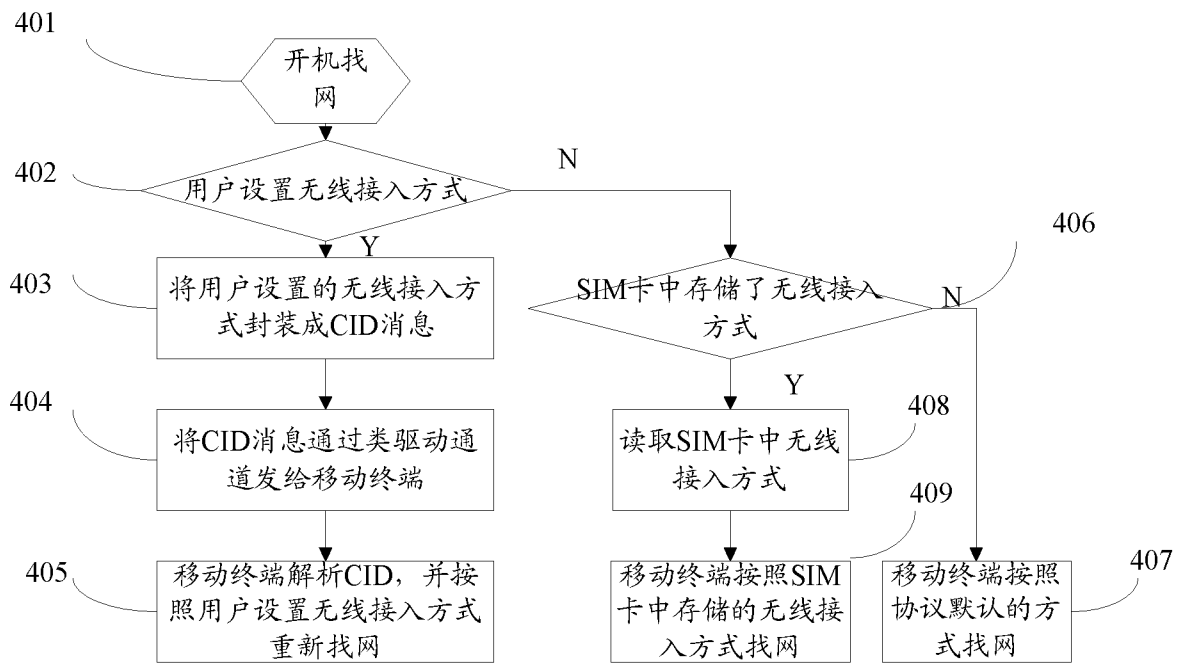 401
开机找
网
402
用户设置无线接入方式
N
Y
403
将用户设置的无线接入方
式封装成CID消息
406
SIM卡中存储了无线接入
方式
N
Y
404
将CID消息通过类驱动通
道发给移动终端
408
读取SIM卡中无线
接入方式
405
移动终端解析CID，并按
照用户设置无线接入方式
重新找网
409
移动终端按照SIM
卡中存储的无线接
入方式找网
407
移动终端按照
协议默认的方
式找网